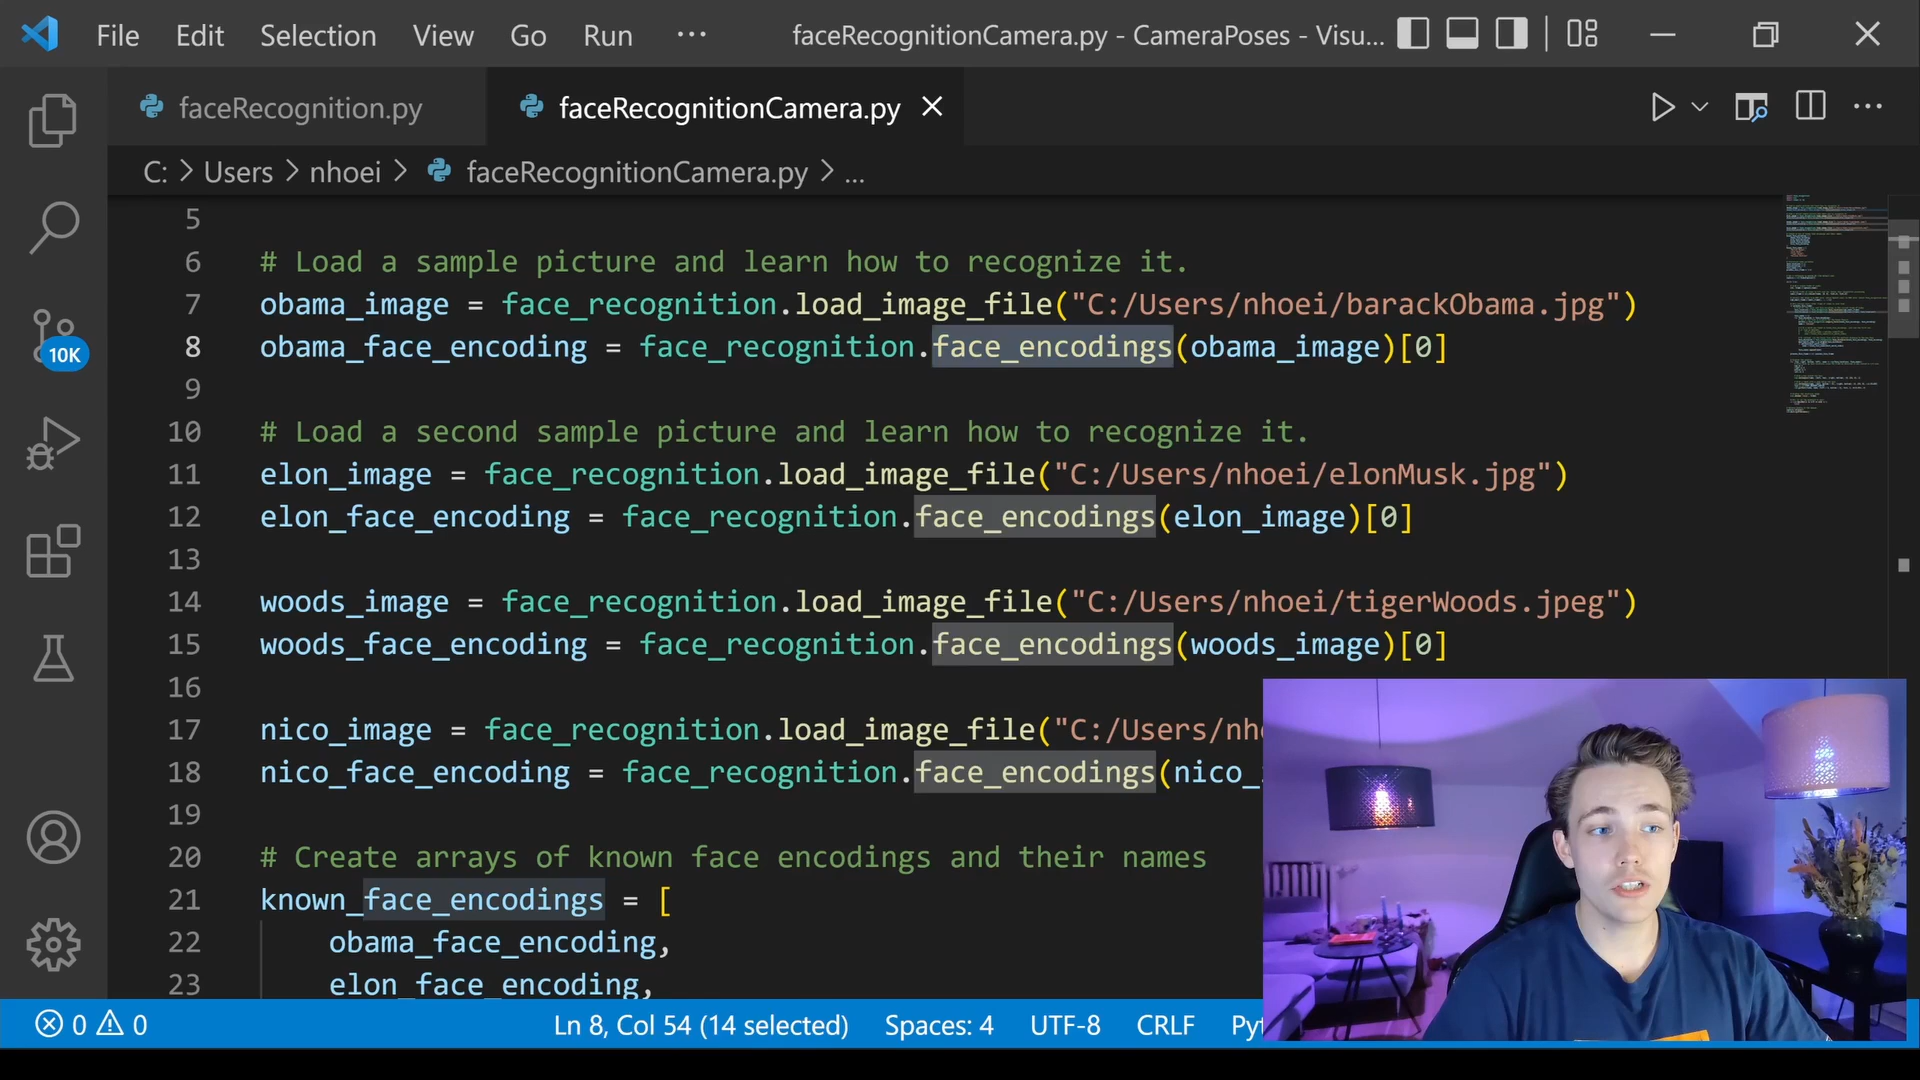 File Edit Selection View Go Run ··· faceRecognitionCamera.py - CameraPoses - Visu...
faceRecognition.py faceRecognitionCamera.py
C: > Users > nhoei > faceRecognitionCamera.py > ...
5
6 # Load a sample picture and learn how to recognize it.
7 obama_image = face_recognition.load_image_file("C:/Users/nhoei/barackObama.jpg")
8 obama_face_encoding = face_recognition.face_encodings(obama_image)[0]
9
10 # Load a second sample picture and learn how to recognize it.
11 elon_image = face_recognition.load_image_file("C:/Users/nhoei/elonMusk.jpg")
12 elon_face_encoding = face_recognition.face_encodings(elon_image)[0]
13
14 woods_image = face_recognition.load_image_file("C:/Users/nhoei/tigerWoods.jpeg")
15 woods_face_encoding = face_recognition.face_encodings(woods_image)[0]
16
17 nico_image = face_recognition.load_image_file("C:/Users/nho
18 nico_face_encoding = face_recognition.face_encodings(nico_
19
20 # Create arrays of known face encodings and their names
21 known_face_encodings = [
22 obama_face_encoding,
23 elon_face_encoding,
10K
0 0 Ln 8, Col 54 (14 selected) Spaces: 4 UTF-8 CRLF Py